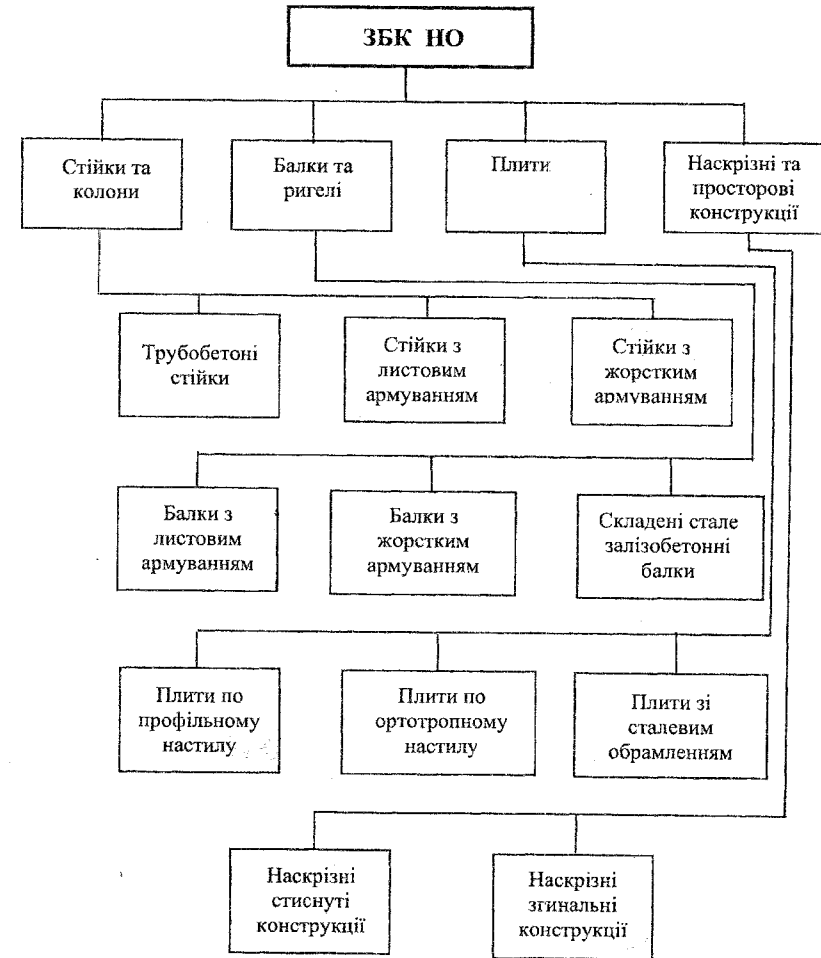 ЗБК НО
Стійки та
колони
Балки та
ригелі
Плити
Наскрізні та
просторові
конструкції
Трубобетоні
стійки
Стійки з
листовим
армуванням
Стійки з
жорстким
армуванням
Балки з
листовим
армуванням
Балки з
жорстким
армуванням
Складені стале
залізобетонні
балки
Плити по
профільному
настилу
Плити по
ортотропному
настилу
Плити зі
сталевим
обрамленням
Наскрізні
стиснуті
конструкції
Наскрізні
згинальні
конструкції